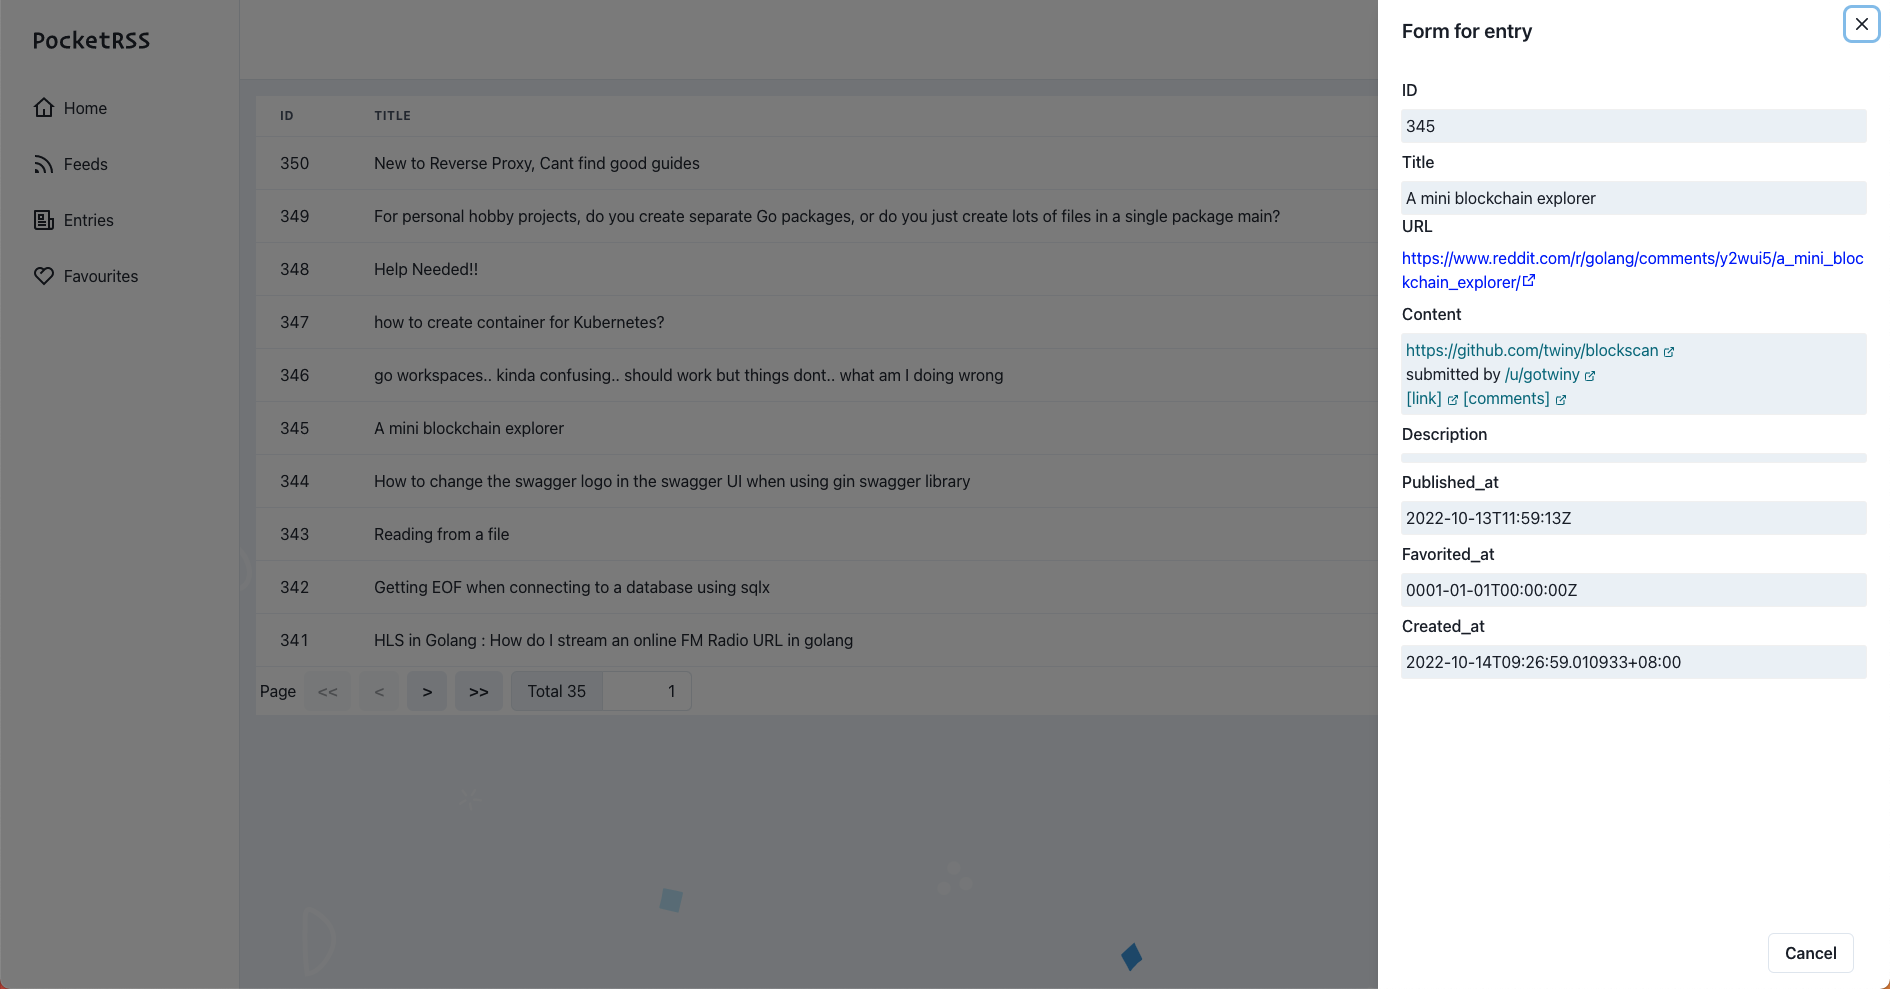 PocketRSS
Home
Feeds
Entries
Favourites
ID TITLE
350 New to Reverse Proxy, Cant find good guides
349 For personal hobby projects, do you create separate Go packages, or do you just create lots of files in a single package main?
348 Help Needed!!
347 how to create container for Kubernetes?
346 go workspaces.. kinda confusing.. should work but things dont.. what am I doing wrong
345 A mini blockchain explorer
344 How to change the swagger logo in the swagger UI when using gin swagger library
343 Reading from a file
342 Getting EOF when connecting to a database using sqlx
341 HLS in Golang : How do I stream an online FM Radio URL in golang
Page << < > >> Total 35 1
Form for entry
ID
345
Title
A mini blockchain explorer
URL
https://www.reddit.com/r/golang/comments/y2wui5/a_mini_bloc
kchain_explorer/
Content
https://github.com/twiny/blockscan
submitted by /u/gotwiny
[link] [comments]
Description
Published_at
2022-10-13T11:59:13Z
Favorited_at
0001-01-01T00:00:00Z
Created_at
2022-10-14T09:26:59.010933+08:00
Cancel